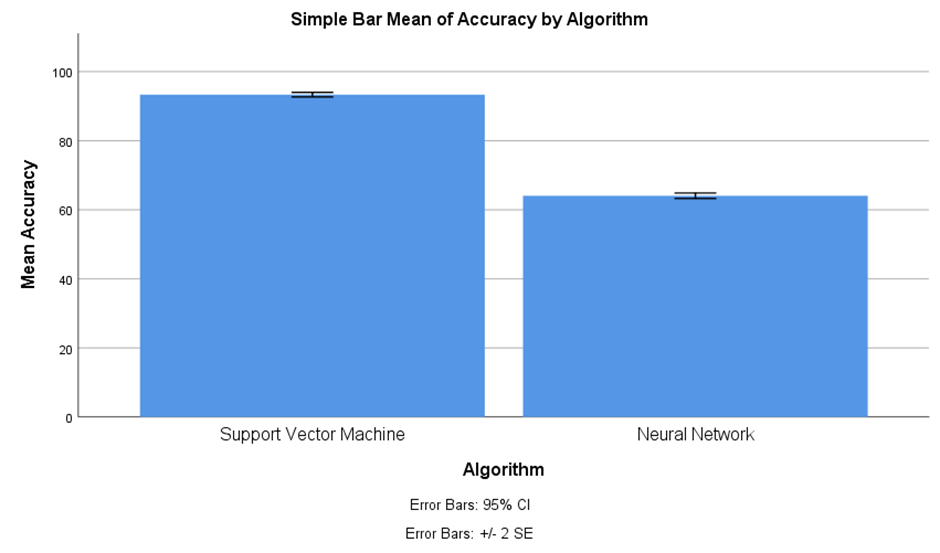 Simple Bar Mean of Accuracy by Algorithm
100
80
60
40
20
0
Mean Accuracy
Support Vector Machine
Neural Network
Algorithm
Error Bars: 95% CI
Error Bars: +/- 2 SE